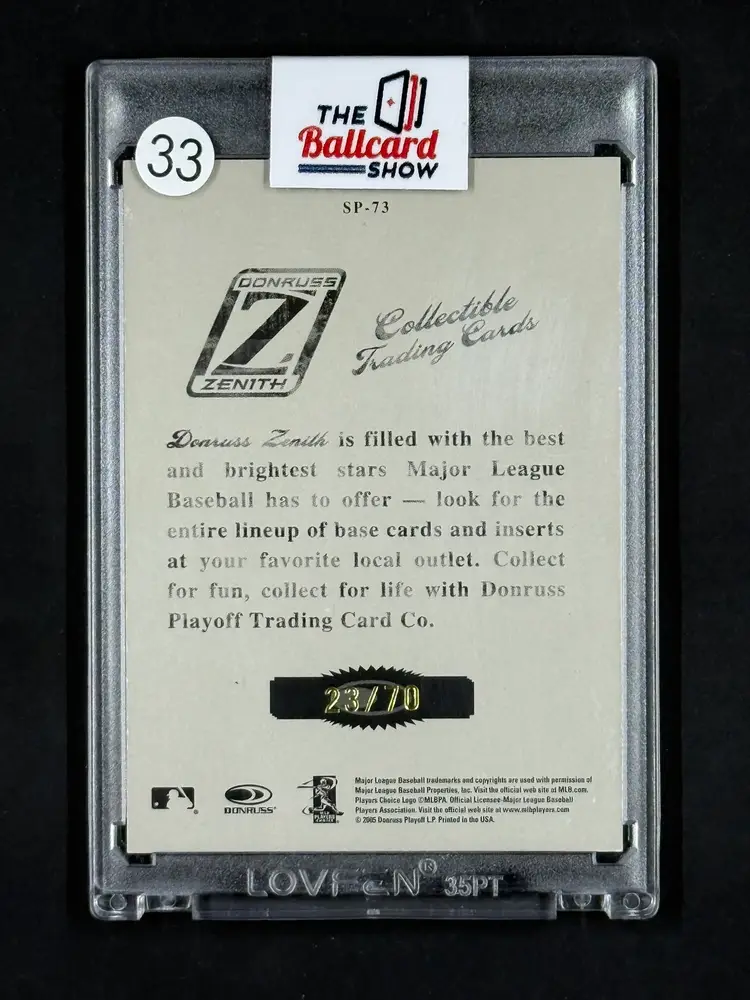 THE
Ballcard
SHOW
33
SP-73
DONRUSS
Z
ZENITH
Collectible
Trading Cards
Donruss Zenith is filled with the best
and brightest stars Major League
Baseball has to offer — look for the
entire lineup of base cards and inserts
at your favorite local outlet. Collect
for fun, collect for life with Donruss
Playoff Trading Card Co.
23/70
DONRUSS®
MLB
PLAYERS
CHOICE
Major League Baseball trademarks and copyrights are used with permission of
Major League Baseball Properties, Inc. Visit the official web site at MLB.com.
Players Choice Logo ©MLBPA. Official Licensee-Major League Baseball
Players Association. Visit the official web site at www.mlbplayers.com
© 2005 Donruss Playoff L.P. Printed in the USA.
35PT